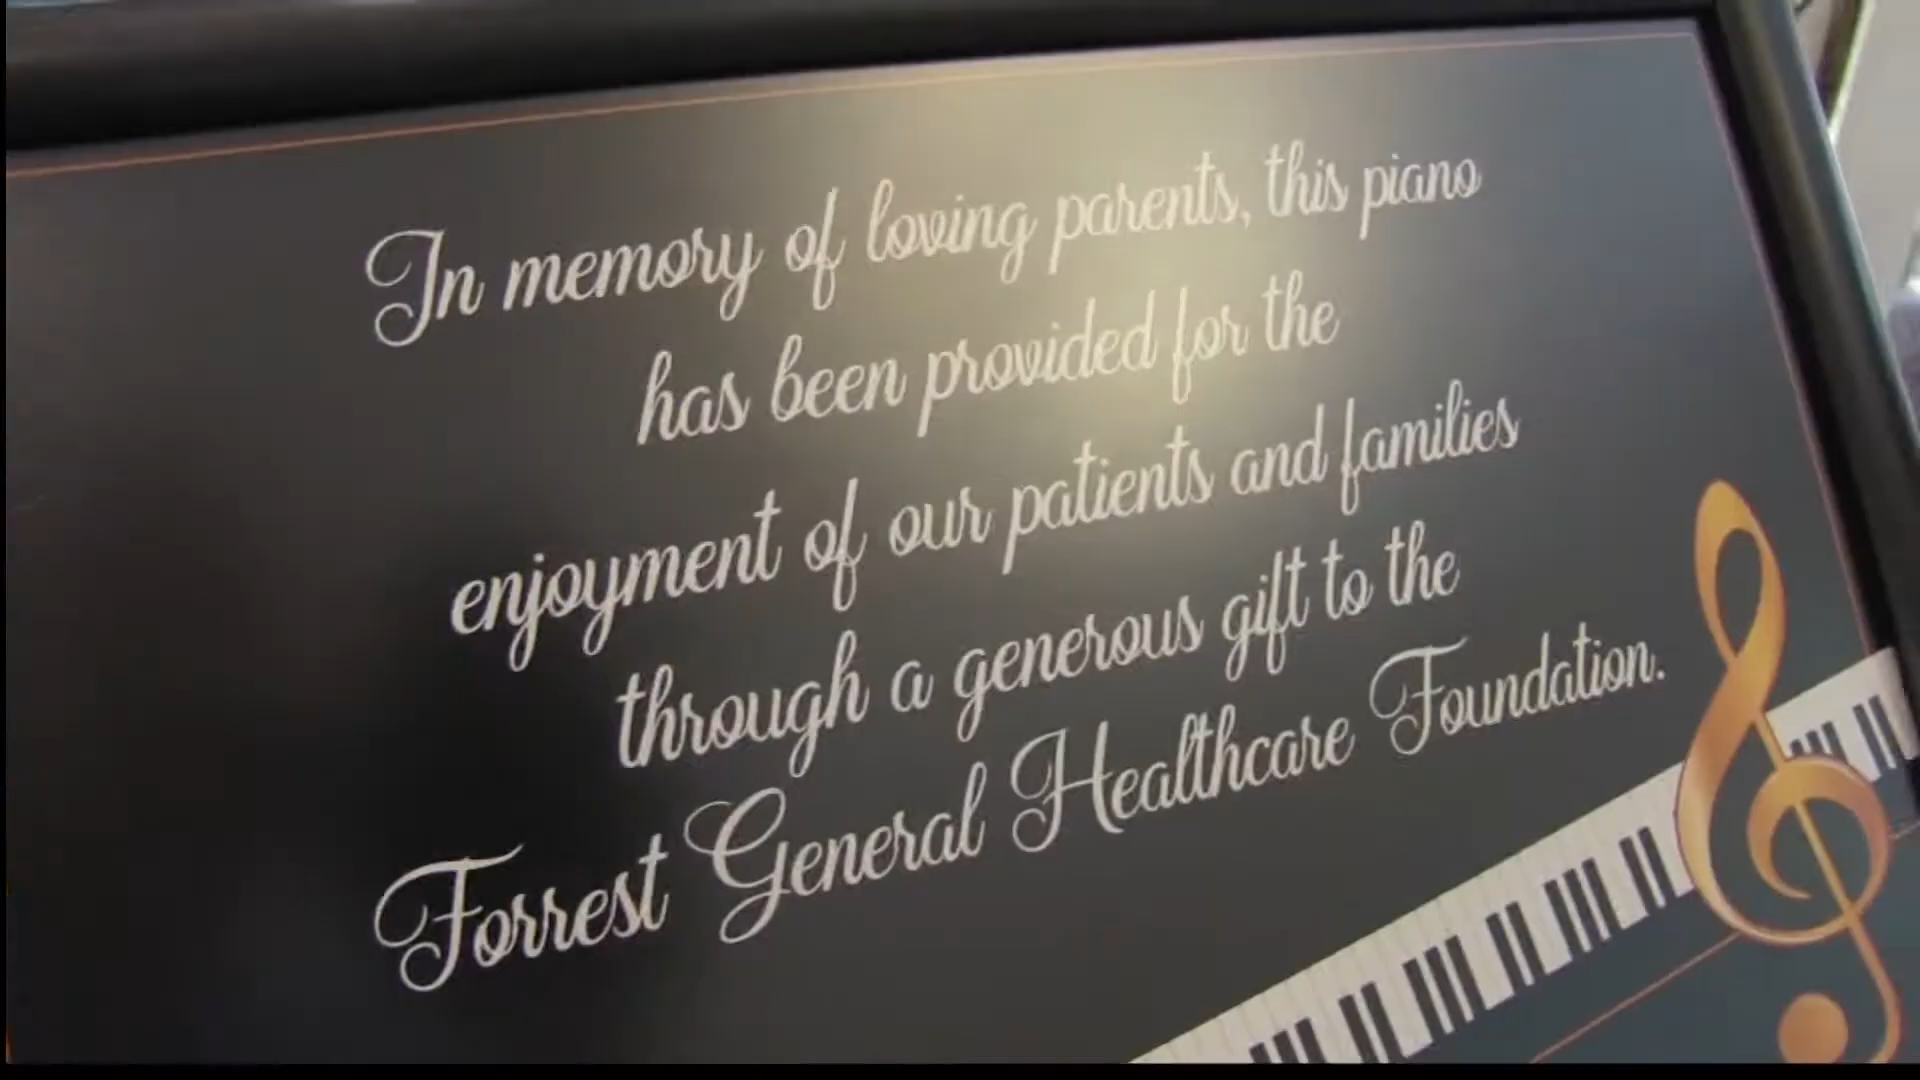 In memory of loving parents, this piano
has been provided for the
enjoyment of our patients and families
through a generous gift to the
Forrest General Healthcare Foundation.